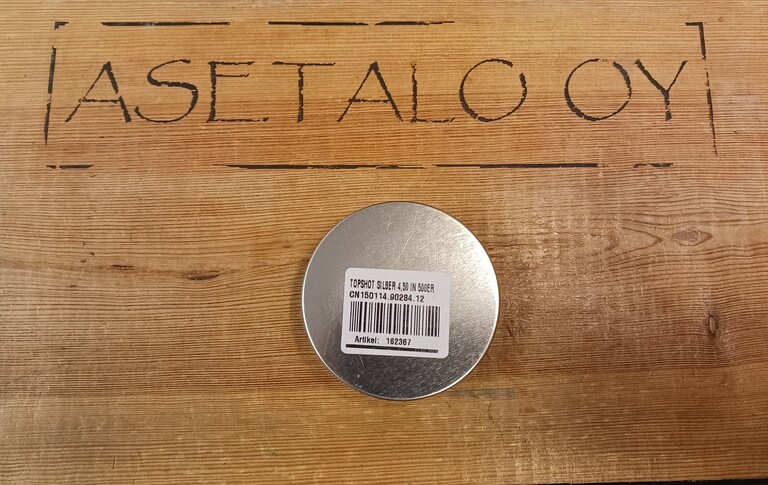 ASETALO OY
TOPSHOT SILBER 4,50 IN 500ER
CN150114.90284.12
Artikel: 162367